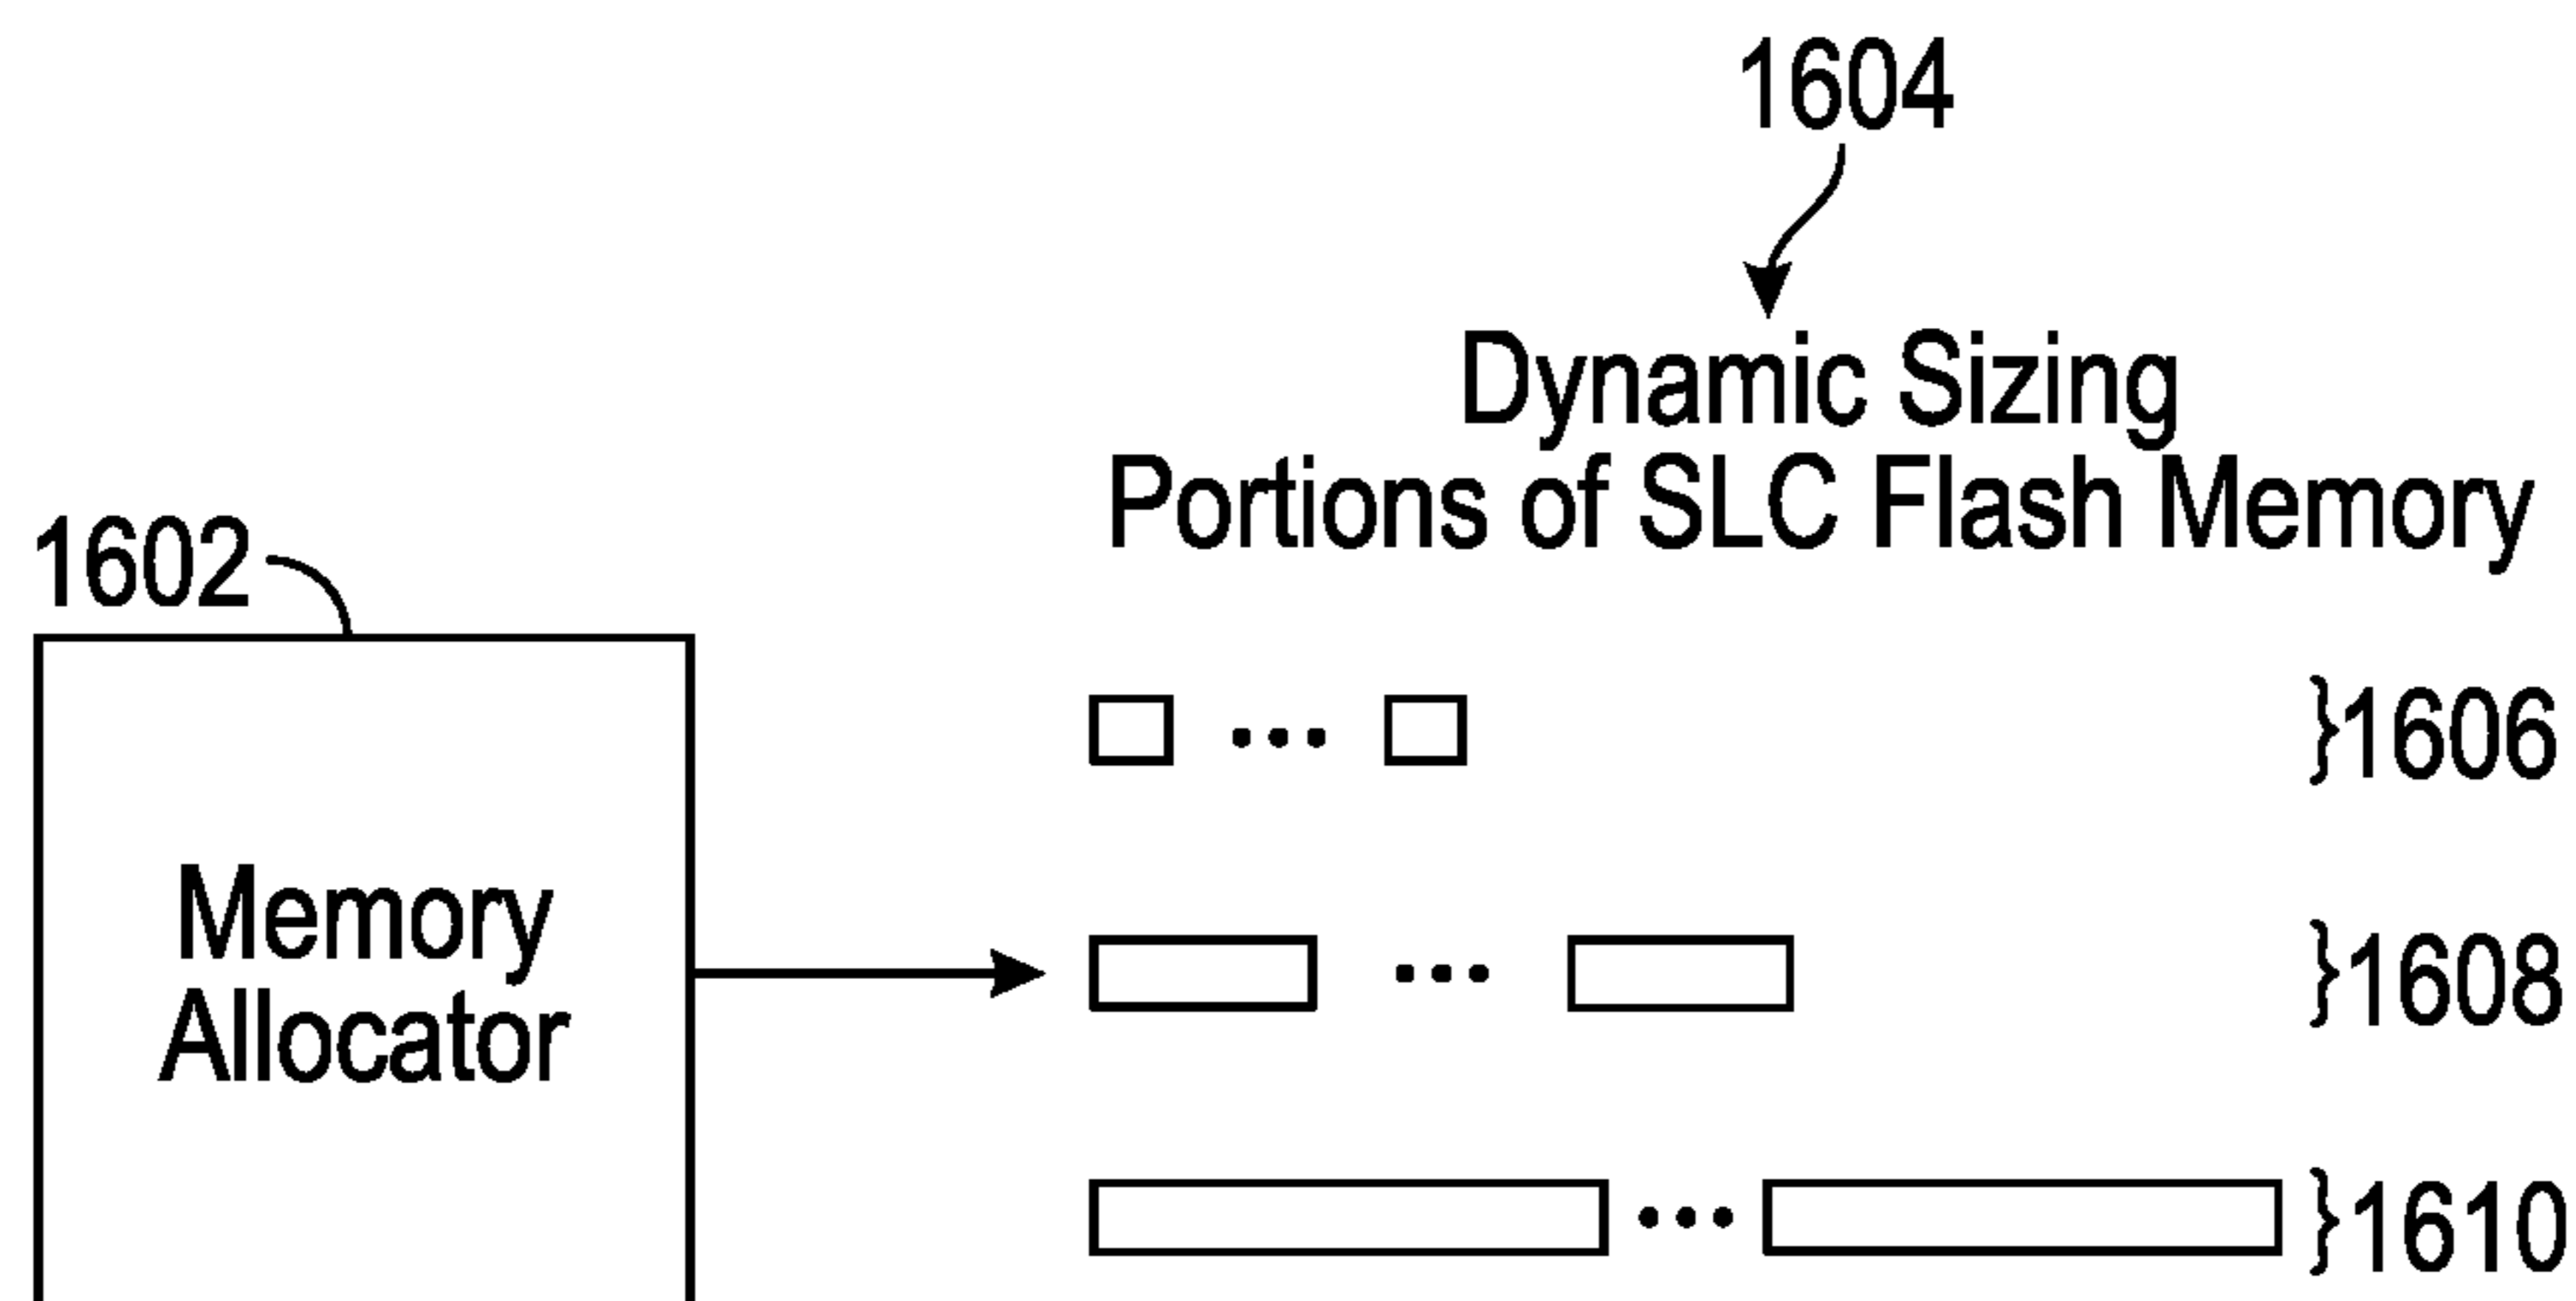 1604
Dynamic Sizing
Portions of SLC Flash Memory
1602
1606
Memory
Allocator
1608
1610